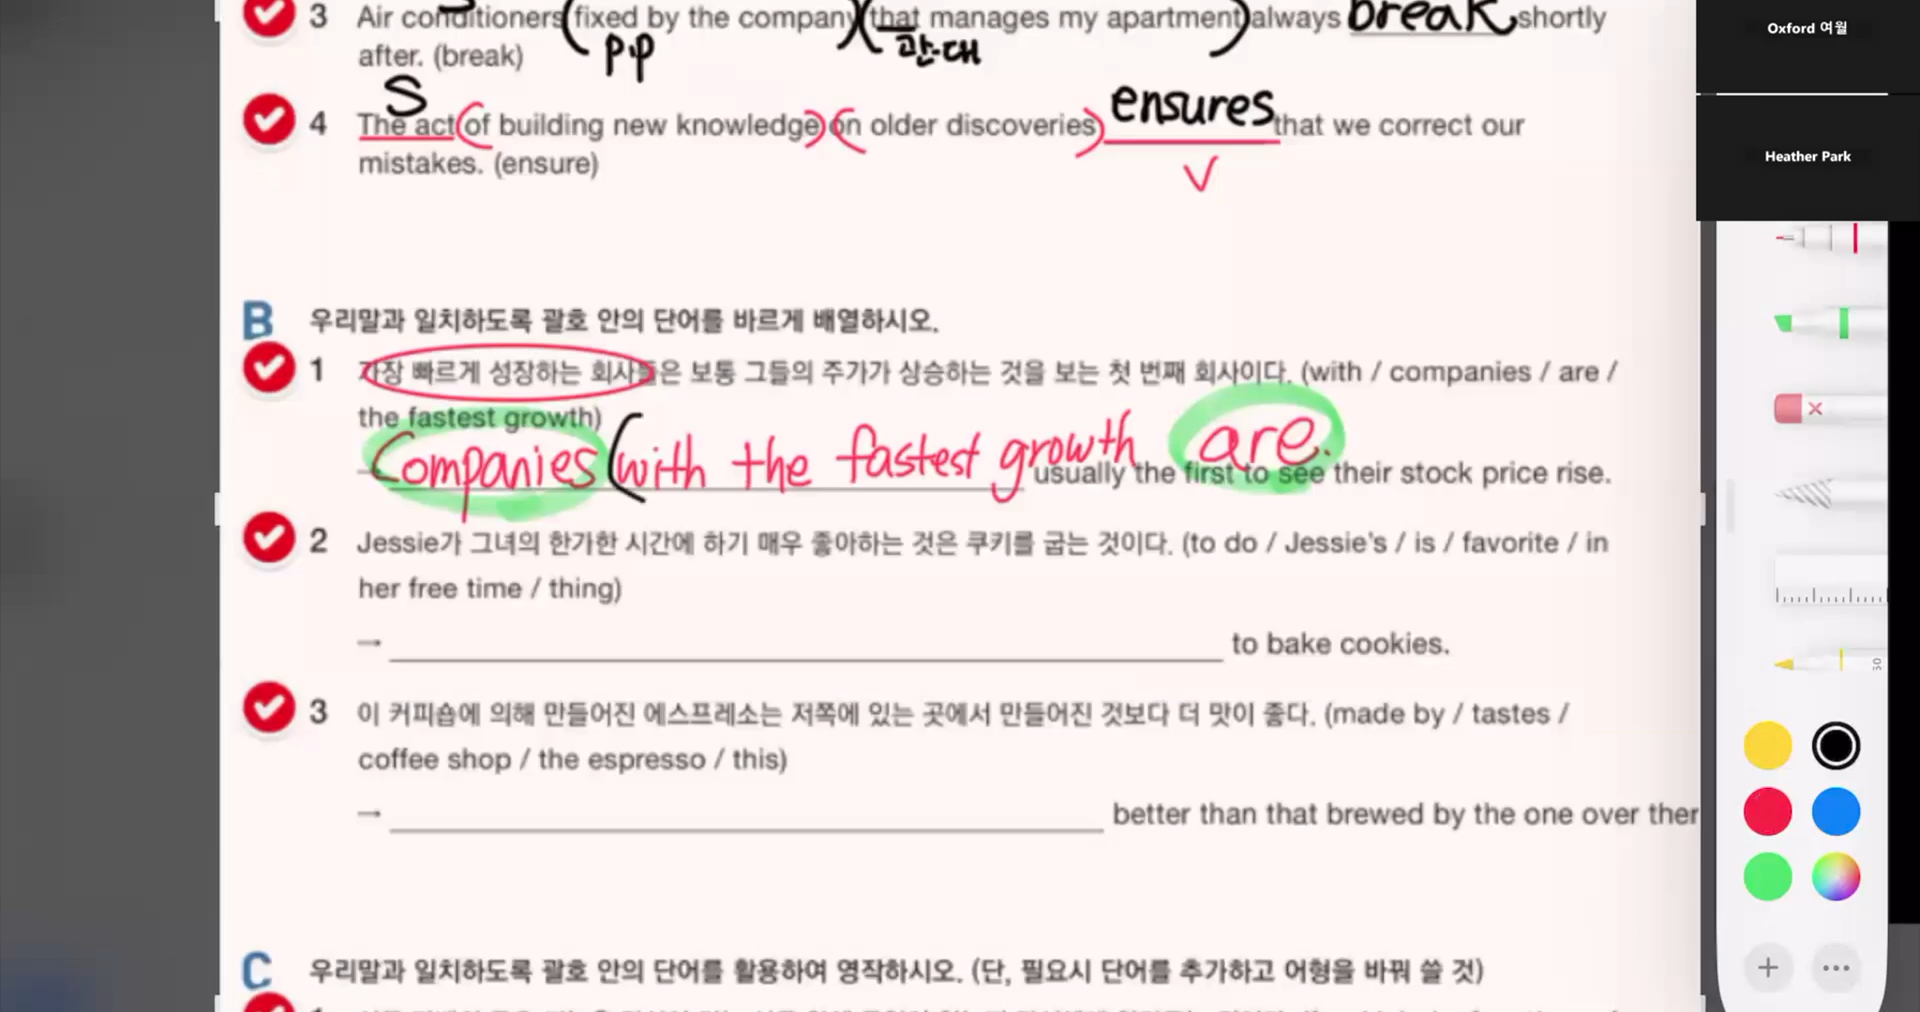 3 Air conditioners (fixed by the company) (that manages my apartment) always break shortly
p.p 관·대
after. (break)
S
4 The act (of building new knowledge) (on older discoveries) ensures that we correct our
V
mistakes. (ensure)
B 우리말과 일치하도록 괄호 안의 단어를 바르게 배열하시오.
1 가장 빠르게 성장하는 회사들은 보통 그들의 주가가 상승하는 것을 보는 첫 번째 회사이다. (with / companies / are /
the fastest growth)
Companies (with the fastest growth are. usually the first to see their stock price rise.
2 Jessie가 그녀의 한가한 시간에 하기 매우 좋아하는 것은 쿠키를 굽는 것이다. (to do / Jessie's / is / favorite / in
her free time / thing)
→ to bake cookies.
3 이 커피숍에 의해 만들어진 에스프레소는 저쪽에 있는 곳에서 만들어진 것보다 더 맛이 좋다. (made by / tastes /
coffee shop / the espresso / this)
→ better than that brewed by the one over ther
C 우리말과 일치하도록 괄호 안의 단어를 활용하여 영작하시오. (단, 필요시 단어를 추가하고 어형을 바꿔 쓸 것)
Oxford 여월
Heather Park
50